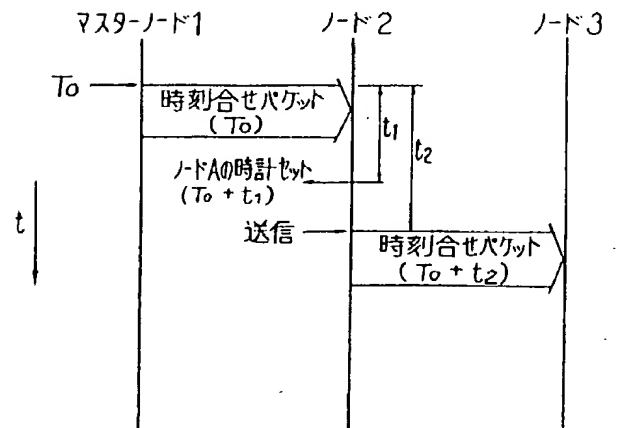 マスターノード1
ノード2
ノード3
To
時刻合せパケット
(To)
t1
t2
ノードAの時計セット
(To + t1)
t
送信
時刻合せパケット
(To + t2)